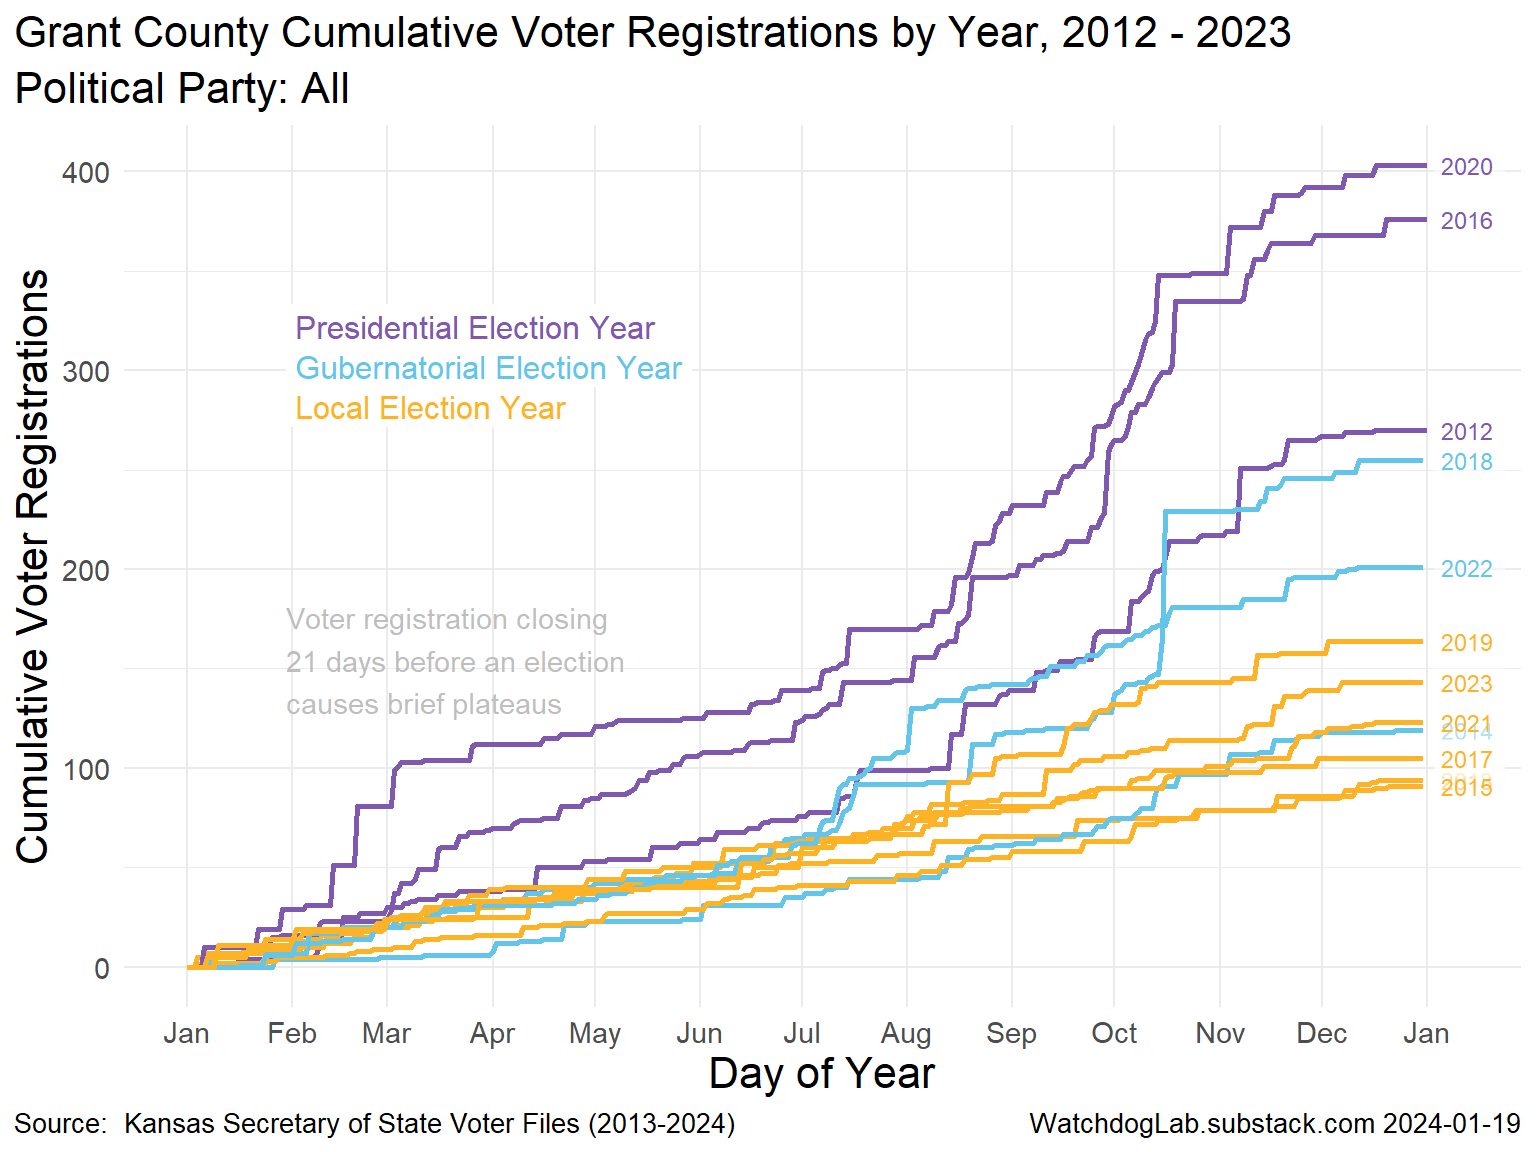 Grant County Cumulative Voter Registrations by Year, 2012 - 2023
Political Party: All
Cumulative Voter Registrations
400
300
200
100
0
Presidential Election Year
Gubernatorial Election Year
Local Election Year
Voter registration closing
21 days before an election
causes brief plateaus
2020
2016
2012
2018
2022
2019
2023
2021
2014
2017
2013
2015
Jan Feb Mar Apr May Jun Jul Aug Sep Oct Nov Dec Jan
Day of Year
Source:  Kansas Secretary of State Voter Files (2013-2024)
WatchdogLab.substack.com 2024-01-19